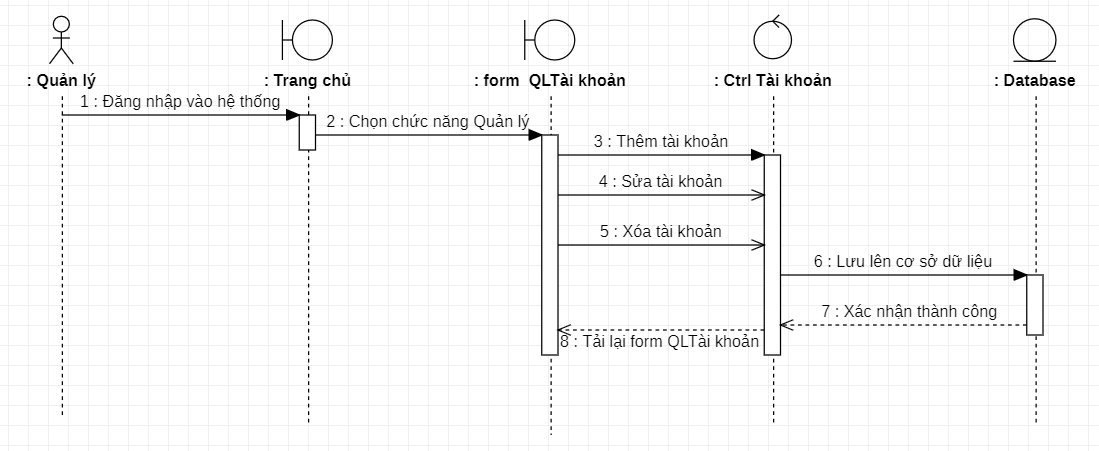 : Quản lý
: Trang chủ
: form  QLTài khoản
: Ctrl Tài khoản
: Database
1 : Đăng nhập vào hệ thống
2 : Chọn chức năng Quản lý
3 : Thêm tài khoản
4 : Sửa tài khoản
5 : Xóa tài khoản
6 : Lưu lên cơ sở dữ liệu
7 : Xác nhận thành công
8 : Tải lại form QLTài khoản